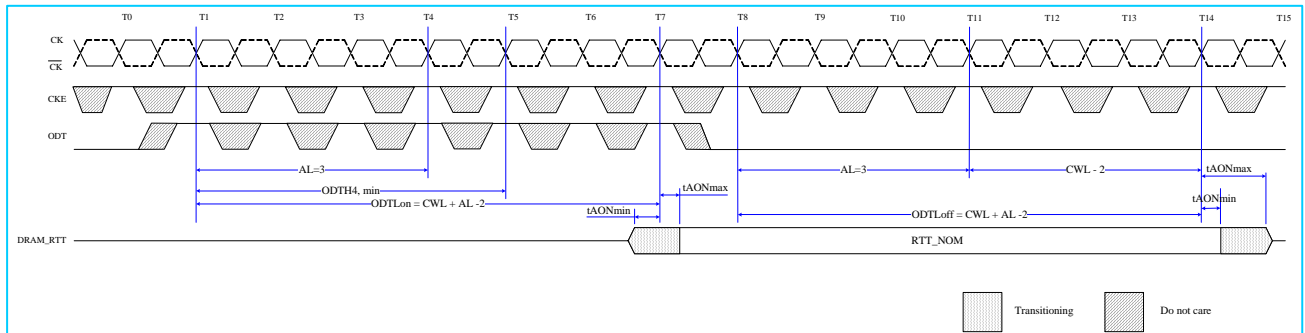 T0 T1 T2 T3 T4 T5 T6 T7 T8 T9 T10 T11 T12 T13 T14 T15
CK
CK
CKE
ODT
AL=3
AL=3
CWL - 2
tAONmax
ODTH4, min
tAONmax
ODTLon = CWL + AL -2
tAONmin
ODTLoff = CWL + AL -2
tAONmin
DRAM_RTT
RTT_NOM
Transitioning
Do not care